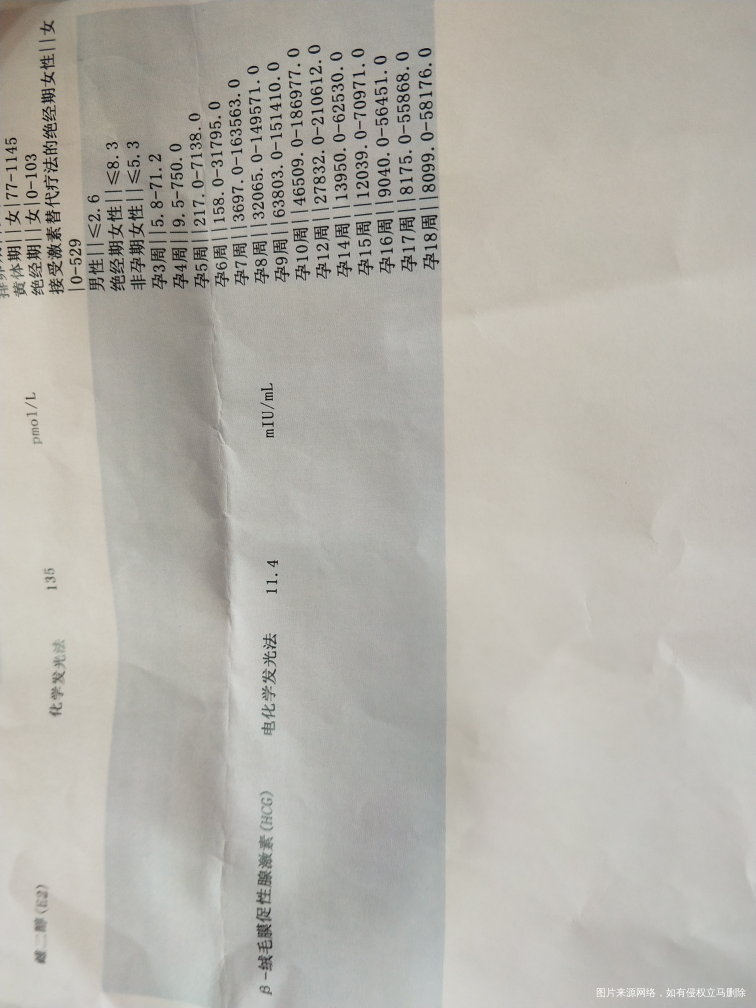 黄体期||女|77-1145
绝经期||女|0-103
接受激素替代疗法的绝经期女性||女
|0-529
雌二醇(E2) 化学发光法 135 pmol/L
男性||≤2.6
绝经期女性||≤8.3
非孕期女性||≤5.3
孕3周||5.8-71.2
孕4周||9.5-750.0
孕5周||217.0-7138.0
孕6周||158.0-31795.0
孕7周||3697.0-163563.0
孕8周||32065.0-149571.0
β-绒毛膜促性腺激素(HCG) 电化学发光法 11.4 mIU/mL
孕9周||63803.0-151410.0
孕10周||46509.0-186977.0
孕12周||27832.0-210612.0
孕14周||13950.0-62530.0
孕15周||12039.0-70971.0
孕16周||9040.0-56451.0
孕17周||8175.0-55868.0
孕18周||8099.0-58176.0
图片来源网络，如有侵权立马删除